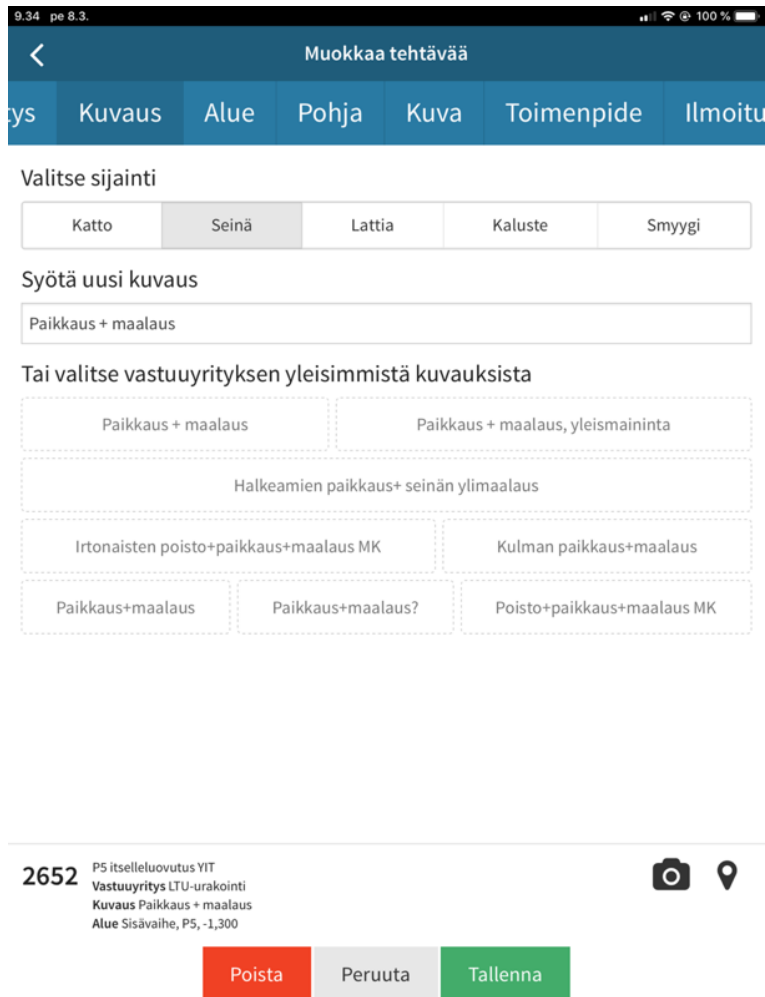 9.34 pe 8.3. 100 %
Muokkaa tehtävää
tys Kuvaus Alue Pohja Kuva Toimenpide Ilmoitu
Valitse sijainti
Katto Seinä Lattia Kaluste Smyygi
Syötä uusi kuvaus
Paikkaus + maalaus
Tai valitse vastuuyrityksen yleisimmistä kuvauksista
Paikkaus + maalaus Paikkaus + maalaus, yleismaininta
Halkeamien paikkaus+ seinän ylimaalaus
Irtonaisten poisto+paikkaus+maalaus MK Kulman paikkaus+maalaus
Paikkaus+maalaus Paikkaus+maalaus? Poisto+paikkaus+maalaus MK
2652 P5 itselleluovutus YIT
Vastuuyritys LTU-urakointi
Kuvaus Paikkaus + maalaus
Alue Sisävaihe, P5, -1,300
Poista Peruuta Tallenna